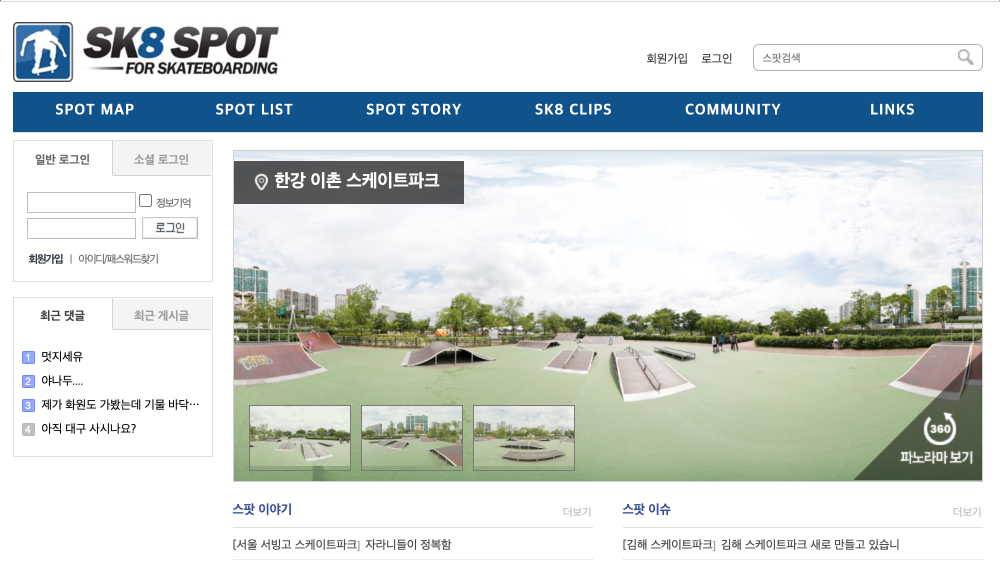 SK8 SPOT
FOR SKATEBOARDING
회원가입 로그인 스팟검색
SPOT MAP SPOT LIST SPOT STORY SK8 CLIPS COMMUNITY LINKS
일반 로그인 소셜 로그인
정보기억
로그인
회원가입 | 아이디/패스워드찾기
최근 댓글 최근 게시글
1 멋지세유
2 야나두....
3 제가 화원도 가봤는데 기물 바닥…
4 아직 대구 사시나요?
한강 이촌 스케이트파크
360
파노라마 보기
스팟 이야기 더보기
[서울 서빙고 스케이트파크] 자라니들이 정복함
스팟 이슈 더보기
[김해 스케이트파크] 김해 스케이트파크 새로 만들고 있습니